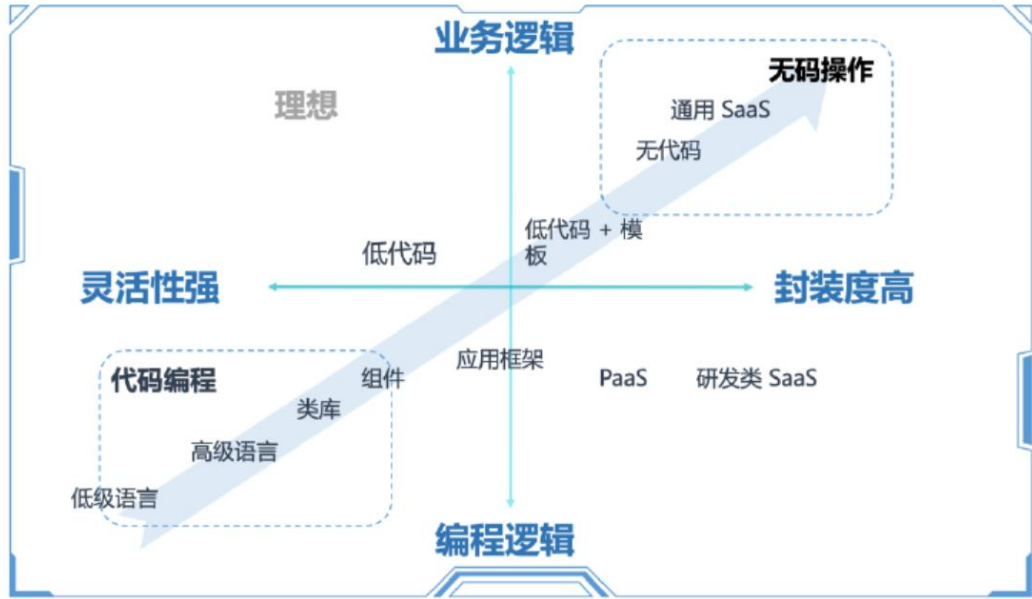 业务逻辑
无码操作
理想
通用 SaaS
无代码
低代码 + 模
板
低代码
灵活性强
封装度高
应用框架
代码编程
组件
PaaS
研发类 SaaS
类库
高级语言
低级语言
编程逻辑